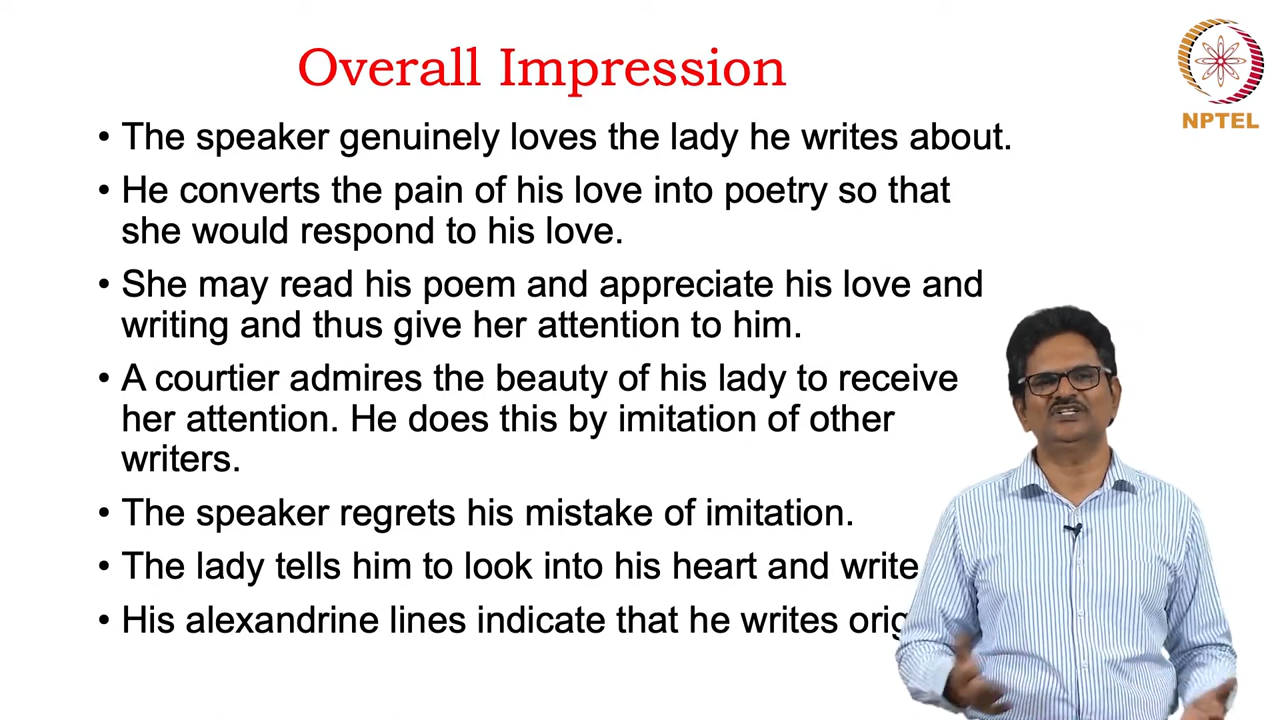 Overall Impression
NPTEL
• The speaker genuinely loves the lady he writes about.
• He converts the pain of his love into poetry so that
she would respond to his love.
• She may read his poem and appreciate his love and
writing and thus give her attention to him.
• A courtier admires the beauty of his lady to receive
her attention. He does this by imitation of other
writers.
• The speaker regrets his mistake of imitation.
• The lady tells him to look into his heart and write
• His alexandrine lines indicate that he writes